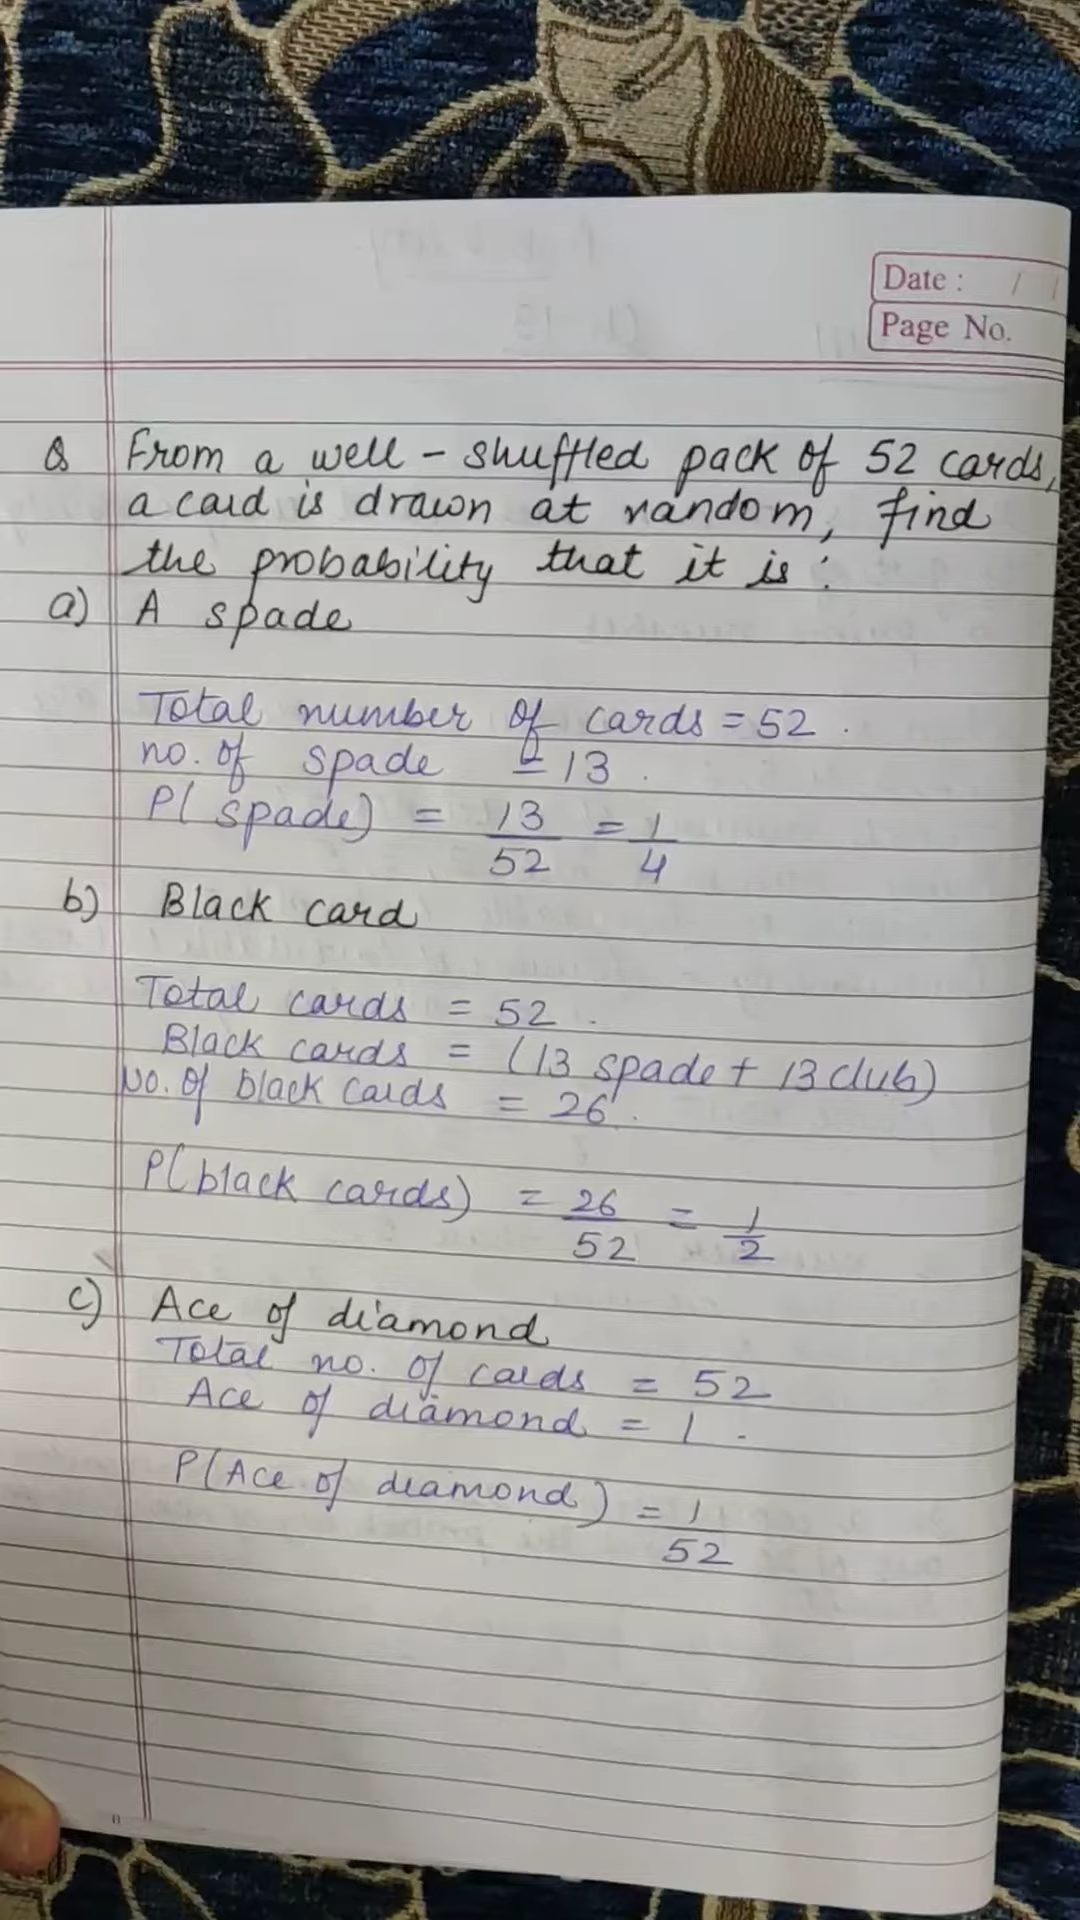 Date : / /
Page No.
Q From a well - shuffled pack of 52 cards,
a card is drawn at random, find
the probability that it is :
a) A spade
Total number of cards = 52 .
no. of spade = 13 .
P( spade) = 13/52 = 1/4
b) Black card
Total cards = 52 .
Black cards = (13 spade + 13 club)
No. of black cards = 26 .
P(black cards) = 26/52 = 1/2
c) Ace of diamond
Total no. of cards = 52
Ace of diamond = 1 .
P(Ace of diamond) = 1/52